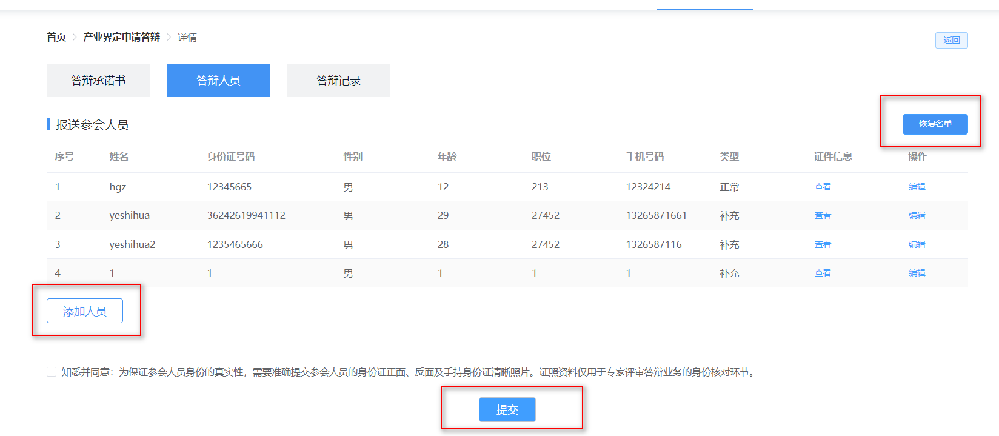 首页 > 产业界定申请答辩 > 详情
返回
答辩承诺书 答辩人员 答辩记录
报送参会人员
恢复名单
序号 姓名 身份证号码 性别 年龄 职位 手机号码 类型 证件信息 操作
1 hgz 12345665 男 12 213 12324214 正常 查看 编辑
2 yeshihua 36242619941112 男 29 27452 13265871661 补充 查看 编辑
3 yeshihua2 1235465666 男 28 27452 1326587116 补充 查看 编辑
4 1 1 男 1 1 1 补充 查看 编辑
添加人员
知悉并同意：为保证参会人员身份的真实性，需要准确提交参会人员的身份证正面、反面及手持身份证清晰照片。证照资料仅用于专家评审答辩业务的身份核对环节。
提交